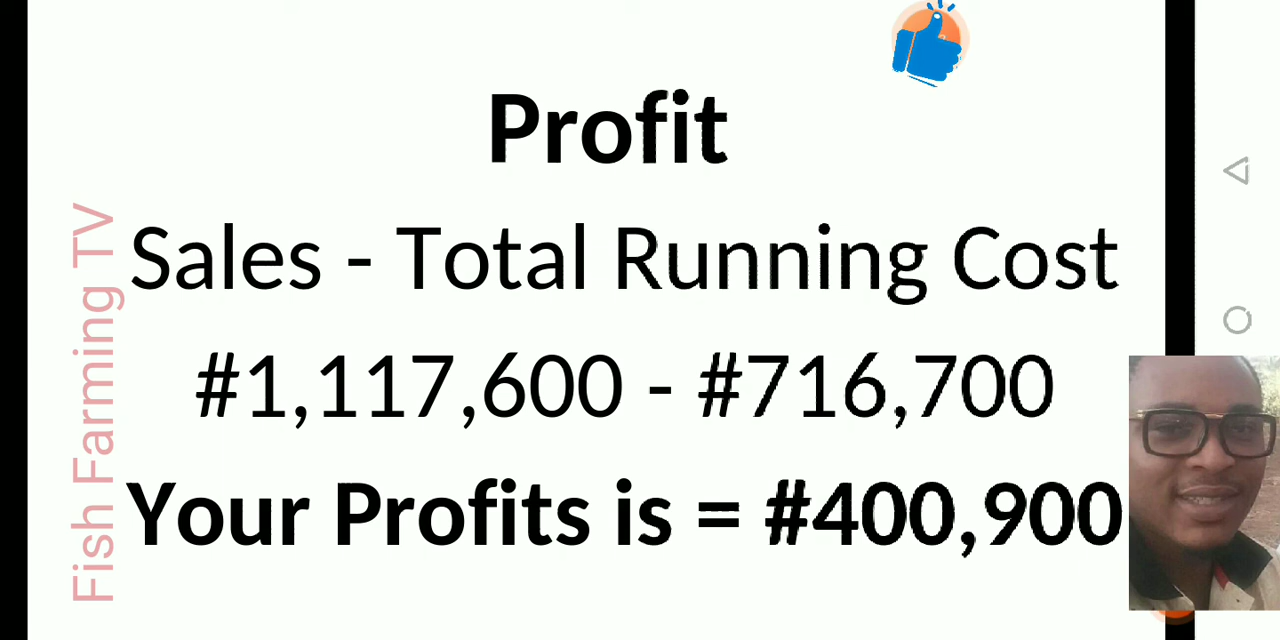 Profit
Sales - Total Running Cost
#1,117,600 - #716,700
Your Profits is = #400,900
Fish Farming TV